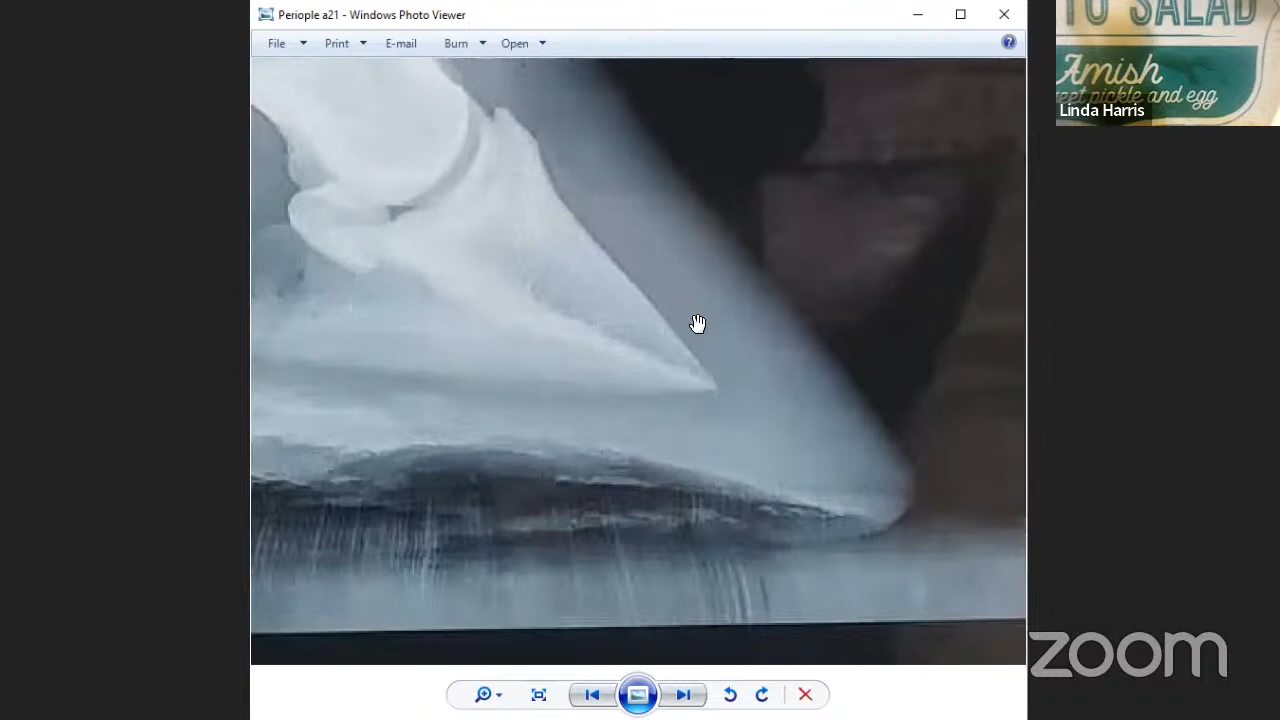 Periople a21 - Windows Photo Viewer
File Print E-mail Burn Open
TO SALAD
Amish
eet pickle and egg
Linda Harris
zoom